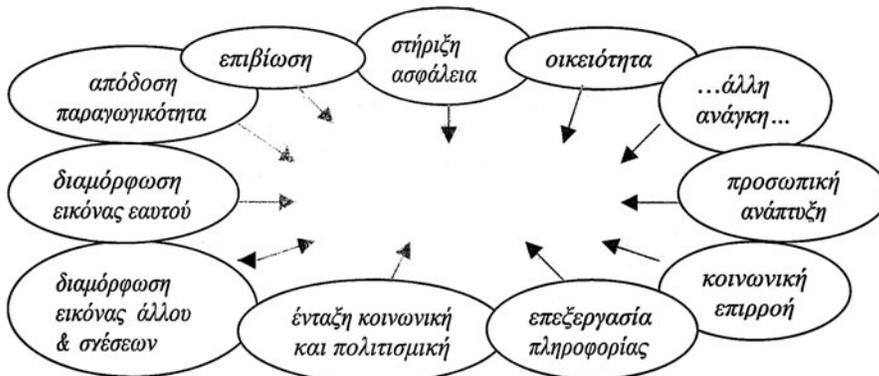 επιβίωση
στήριξη
ασφάλεια
οικειότητα
απόδοση
παραγωγικότητα
...άλλη
ανάγκη...
διαμόρφωση
εικόνας εαυτού
προσωπική
ανάπτυξη
διαμόρφωση
εικόνας άλλου
& σχέσεων
ένταξη κοινωνική
και πολιτισμική
επεξεργασία
πληροφορίας
κοινωνική
επιρροή